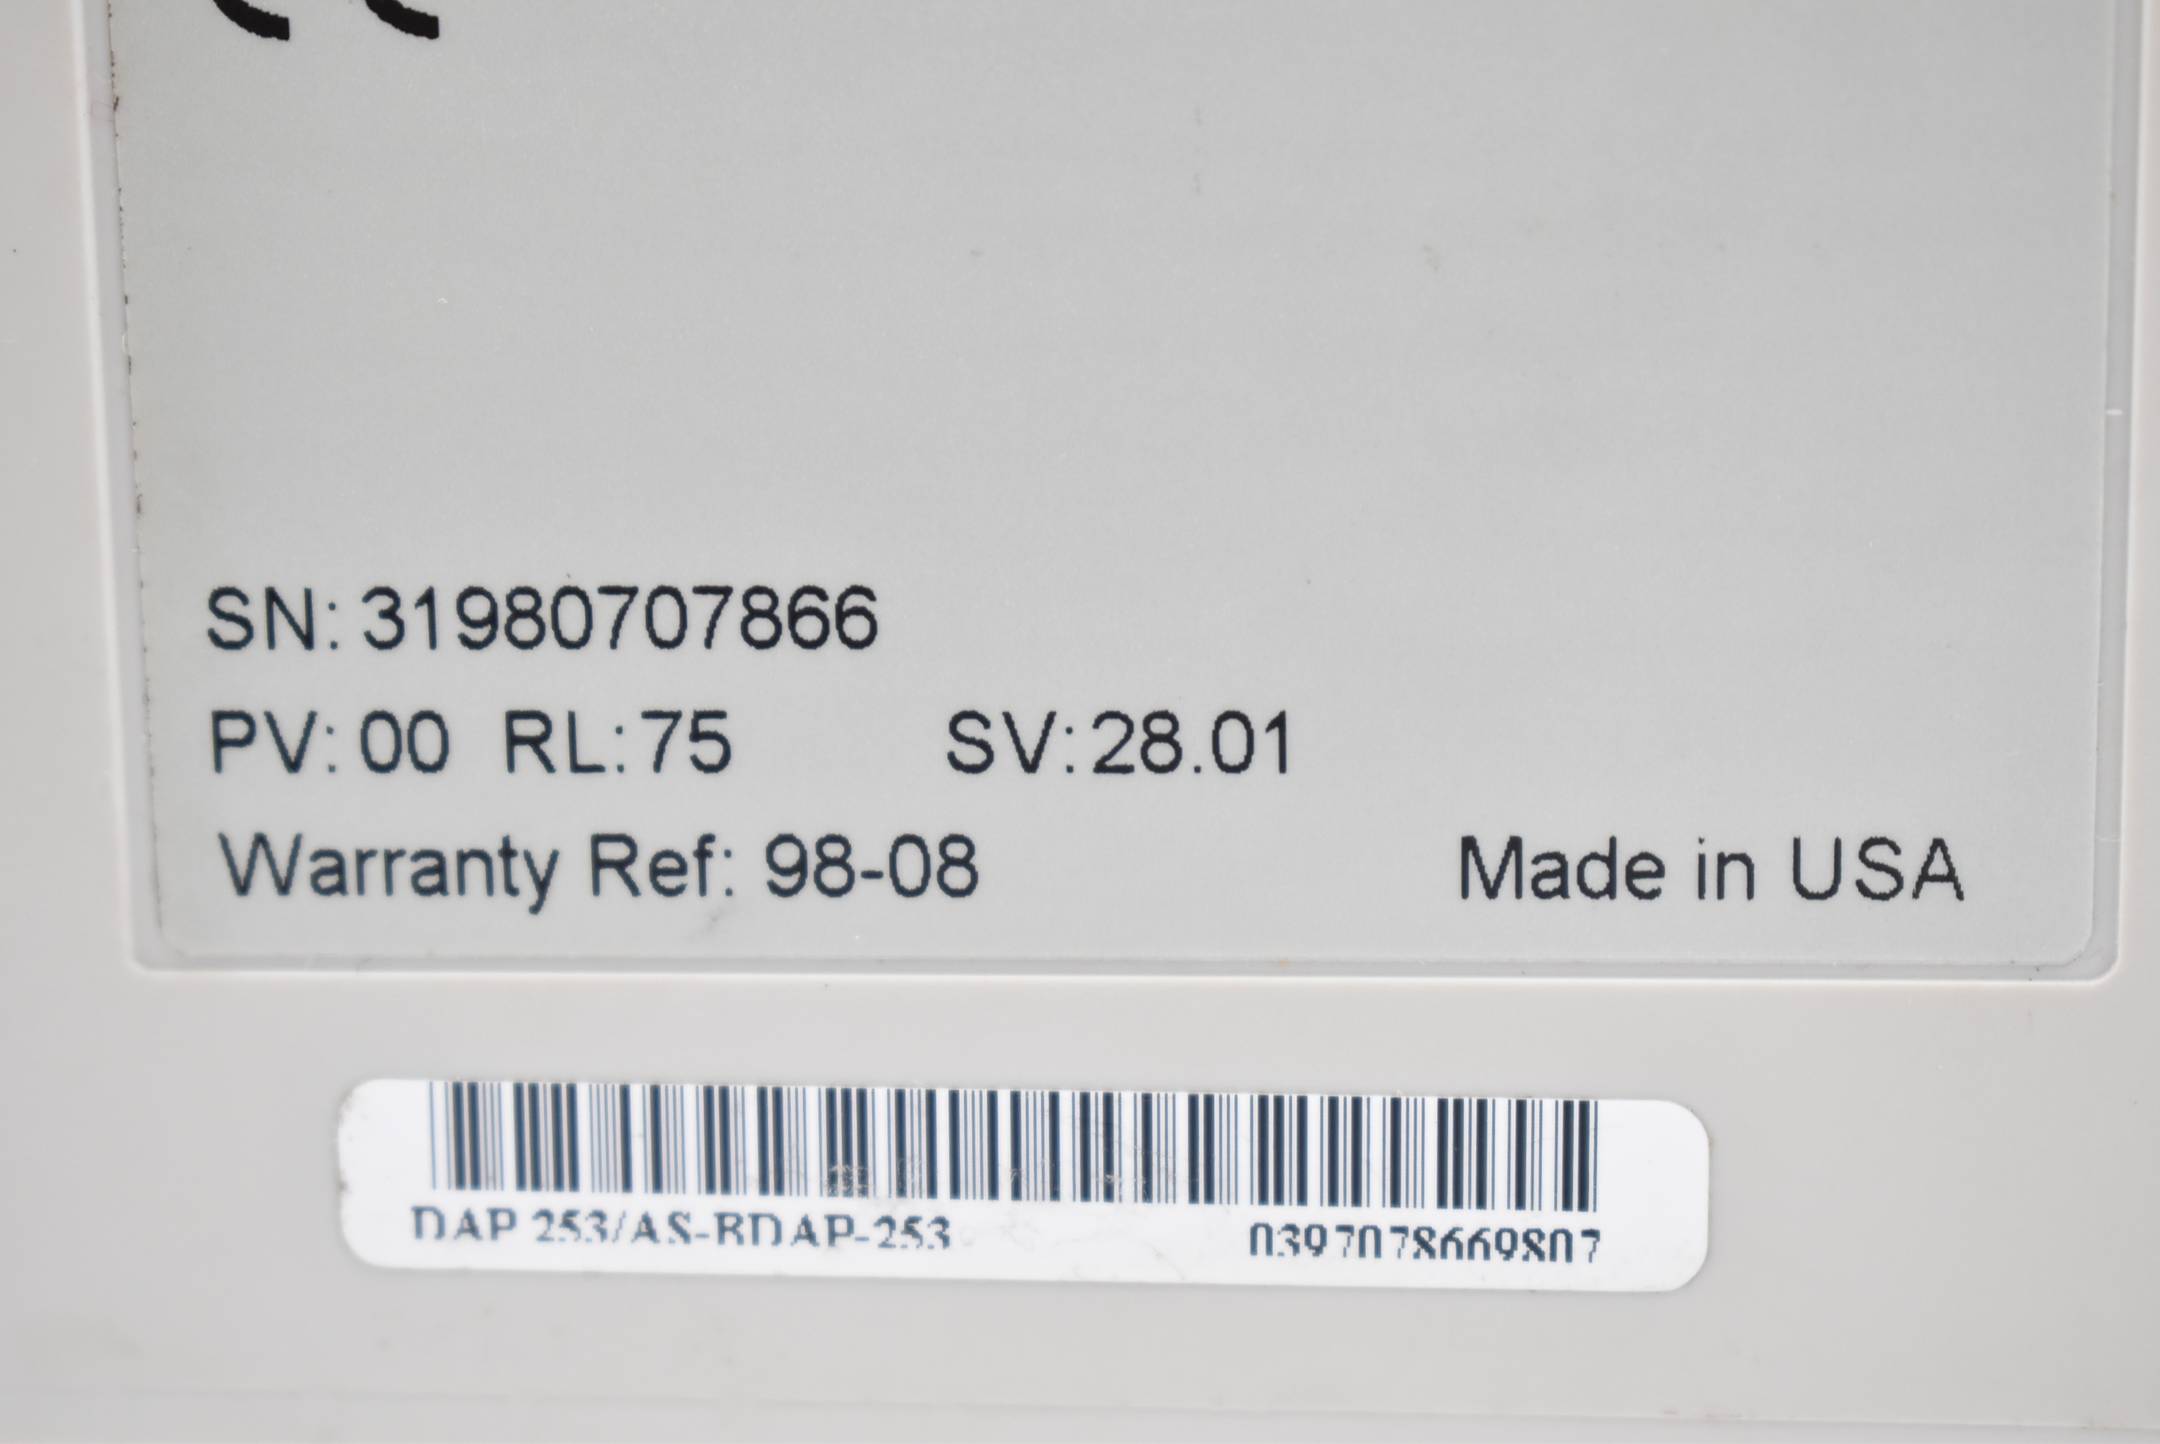 SN: 31980707866
PV: 00 RL: 75 SV: 28.01
Warranty Ref: 98-08 Made in USA
DAP 253/AS-BDAP-253 0397078669807